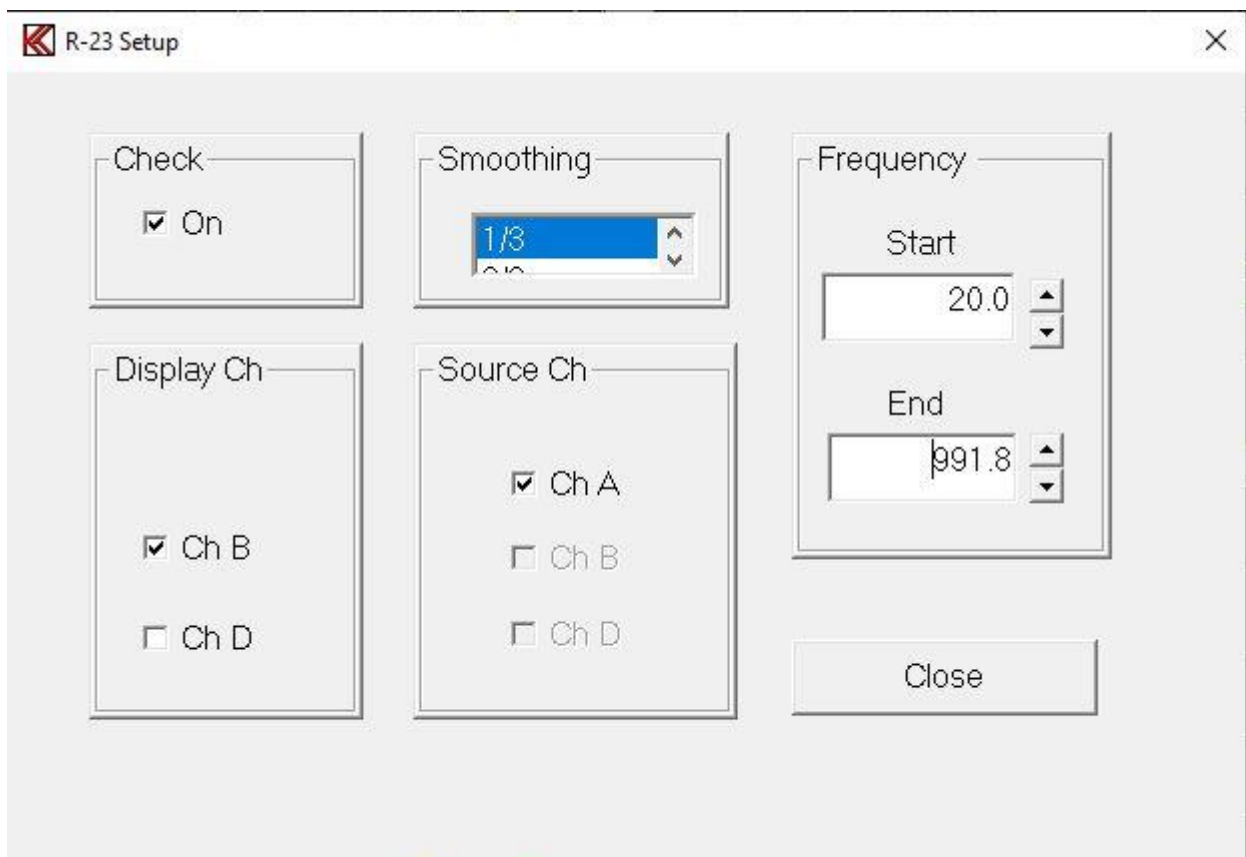 R-23 Setup
Check
On
Smoothing
1/3
Frequency
Start
20.0
End
991.8
Display Ch
Ch B
Ch D
Source Ch
Ch A
Ch B
Ch D
Close